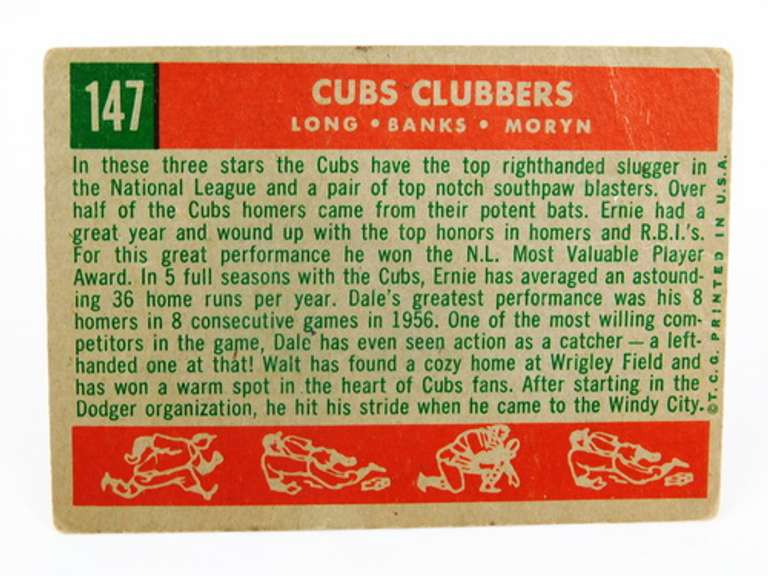 147
CUBS CLUBBERS
LONG • BANKS • MORYN
In these three stars the Cubs have the top righthanded slugger in
the National League and a pair of top notch southpaw blasters. Over
half of the Cubs homers came from their potent bats. Ernie had a
great year and wound up with the top honors in homers and R.B.I.'s.
For this great performance he won the N.L. Most Valuable Player
Award. In 5 full seasons with the Cubs, Ernie has averaged an astound-
ing 36 home runs per year. Dale's greatest performance was his 8
homers in 8 consecutive games in 1956. One of the most willing com-
petitors in the game, Dale has even seen action as a catcher — a left-
handed one at that! Walt has found a cozy home at Wrigley Field and
has won a warm spot in the heart of Cubs fans. After starting in the
Dodger organization, he hit his stride when he came to the Windy City.
© T.C.G. PRINTED IN U.S.A.